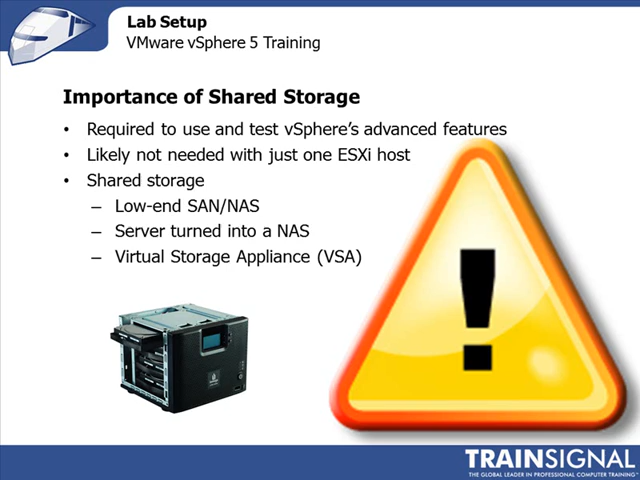 Lab Setup
VMware vSphere 5 Training
Importance of Shared Storage
• Required to use and test vSphere's advanced features
• Likely not needed with just one ESXi host
• Shared storage
– Low-end SAN/NAS
– Server turned into a NAS
– Virtual Storage Appliance (VSA)
!
TRAINSIGNAL
THE GLOBAL LEADER IN PROFESSIONAL COMPUTER TRAINING™